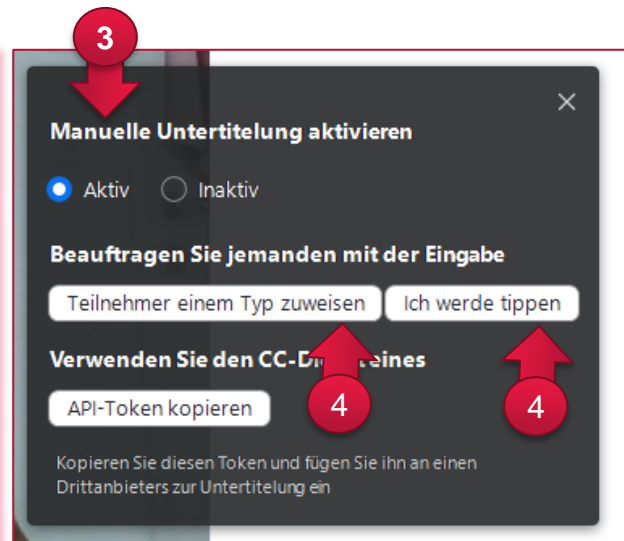 3
Manuelle Untertitelung aktivieren
Aktiv Inaktiv
Beauftragen Sie jemanden mit der Eingabe
Teilnehmer einem Typ zuweisen Ich werde tippen
Verwenden Sie den eines
API-Token kopieren 4 4
Kopieren Sie diesen Token und fügen Sie ihn an einen
Drittanbieters zur Untertitelung ein